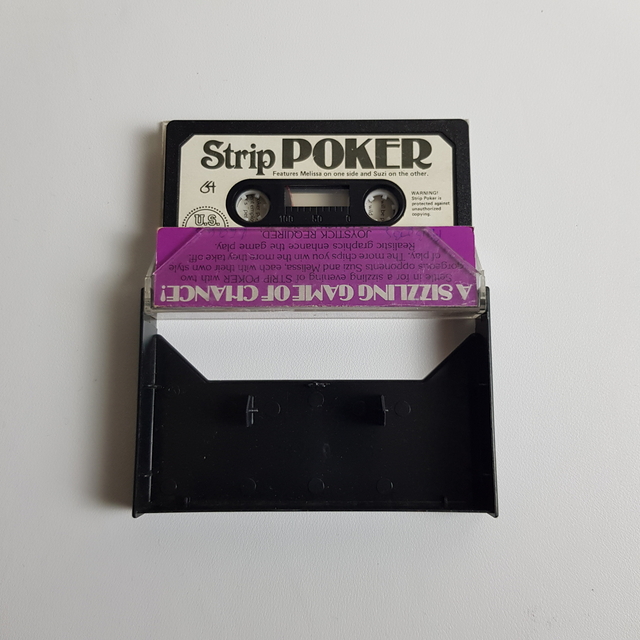 Strip POKER
Features Melissa on one side and Suzi on the other.
64
WARNING!
Strip Poker is
protected against
unauthorized
copying.
U.S.
100 50 0
A SIZZLING GAME OF CHANCE!
Settle in for a sizzling evening of STRIP POKER with two
gorgeous opponents Suzi and Melissa, each with their own style
of play. The more chips you win the more they take off!
Realistic graphics enhance the game play.
JOYSTICK REQUIRED